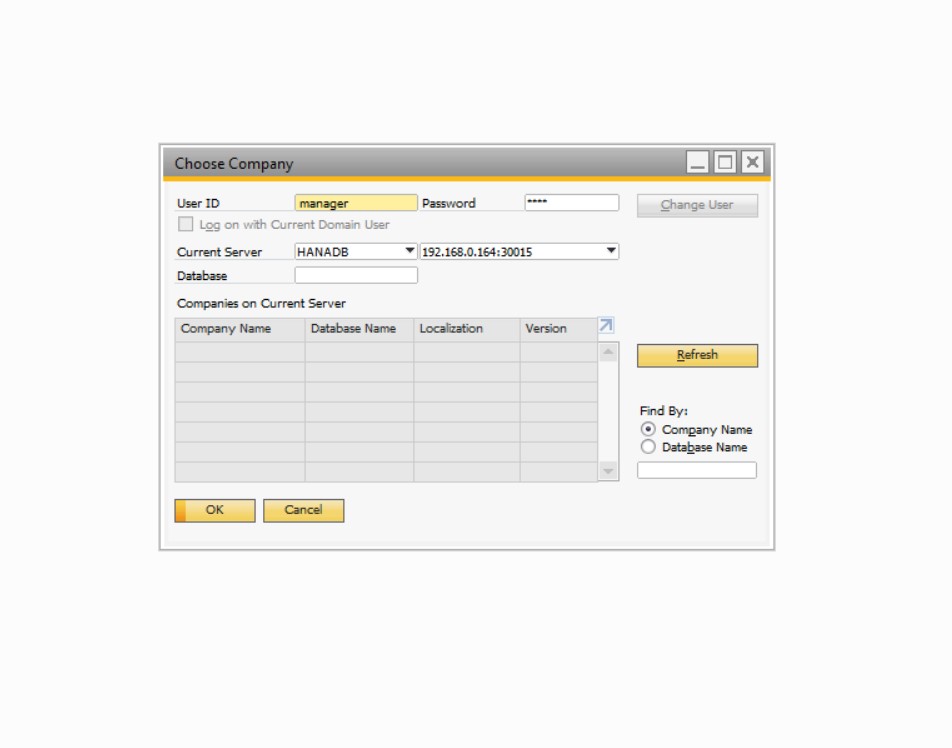 Choose Company
User ID manager Password **** Change User
Log on with Current Domain User
Current Server HANADB 192.168.0.164:30015
Database
Companies on Current Server
Company Name Database Name Localization Version
Refresh
Find By:
Company Name
Database Name
OK Cancel